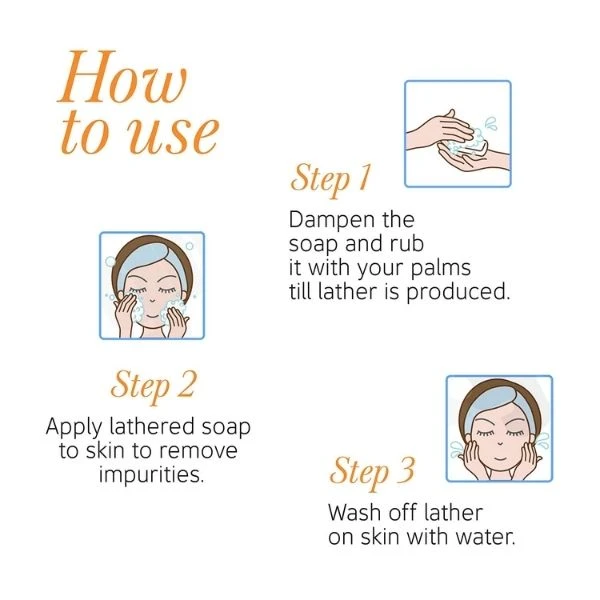 How
to use
Step 1
Dampen the
soap and rub
it with your palms
till lather is produced.
Step 2
Apply lathered soap
to skin to remove
impurities.
Step 3
Wash off lather
on skin with water.